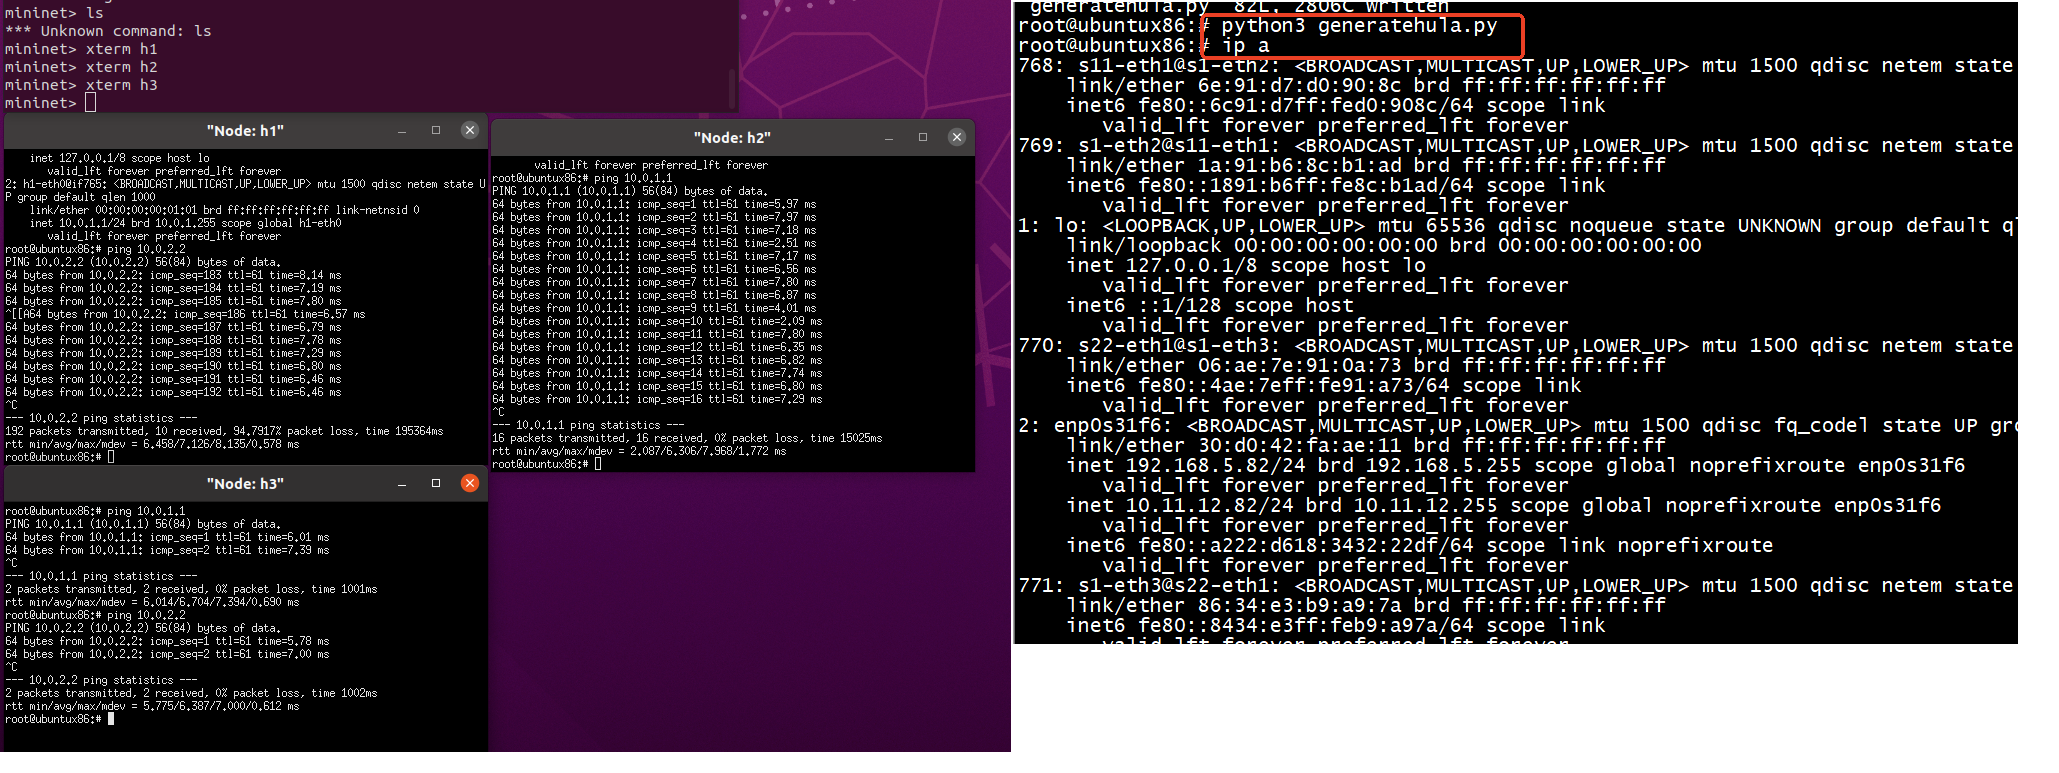 mininet> ls
*** Unknown command: ls
mininet> xterm h1
mininet> xterm h2
mininet> xterm h3
mininet>
"Node: h1"
inet 127.0.0.1/8 scope host lo
valid_lft forever preferred_lft forever
2: h1-eth0@if765: <BROADCAST,MULTICAST,UP,LOWER_UP> mtu 1500 qdisc netem state U
P group default qlen 1000
link/ether 00:00:00:00:01:01 brd ff:ff:ff:ff:ff:ff link-netnsid 0
inet 10.0.1.1/24 brd 10.0.1.255 scope global h1-eth0
valid_lft forever preferred_lft forever
root@ubuntux86:# ping 10.0.2.2
PING 10.0.2.2 (10.0.2.2) 56(84) bytes of data.
64 bytes from 10.0.2.2: icmp_seq=183 ttl=61 time=8.14 ms
64 bytes from 10.0.2.2: icmp_seq=184 ttl=61 time=7.19 ms
64 bytes from 10.0.2.2: icmp_seq=185 ttl=61 time=7.80 ms
^[[A64 bytes from 10.0.2.2: icmp_seq=186 ttl=61 time=6.57 ms
64 bytes from 10.0.2.2: icmp_seq=187 ttl=61 time=6.79 ms
64 bytes from 10.0.2.2: icmp_seq=188 ttl=61 time=7.78 ms
64 bytes from 10.0.2.2: icmp_seq=189 ttl=61 time=7.29 ms
64 bytes from 10.0.2.2: icmp_seq=190 ttl=61 time=6.80 ms
64 bytes from 10.0.2.2: icmp_seq=191 ttl=61 time=6.46 ms
64 bytes from 10.0.2.2: icmp_seq=192 ttl=61 time=6.46 ms
^C
--- 10.0.2.2 ping statistics ---
192 packets transmitted, 10 received, 94.7917% packet loss, time 195364ms
rtt min/avg/max/mdev = 6.458/7.126/8.135/0.578 ms
root@ubuntux86:#
"Node: h2"
valid_lft forever preferred_lft forever
root@ubuntux86:# ping 10.0.1.1
PING 10.0.1.1 (10.0.1.1) 56(84) bytes of data.
64 bytes from 10.0.1.1: icmp_seq=1 ttl=61 time=5.97 ms
64 bytes from 10.0.1.1: icmp_seq=2 ttl=61 time=7.97 ms
64 bytes from 10.0.1.1: icmp_seq=3 ttl=61 time=7.18 ms
64 bytes from 10.0.1.1: icmp_seq=4 ttl=61 time=2.51 ms
64 bytes from 10.0.1.1: icmp_seq=5 ttl=61 time=7.17 ms
64 bytes from 10.0.1.1: icmp_seq=6 ttl=61 time=6.56 ms
64 bytes from 10.0.1.1: icmp_seq=7 ttl=61 time=7.80 ms
64 bytes from 10.0.1.1: icmp_seq=8 ttl=61 time=6.87 ms
64 bytes from 10.0.1.1: icmp_seq=9 ttl=61 time=4.01 ms
64 bytes from 10.0.1.1: icmp_seq=10 ttl=61 time=2.09 ms
64 bytes from 10.0.1.1: icmp_seq=11 ttl=61 time=7.80 ms
64 bytes from 10.0.1.1: icmp_seq=12 ttl=61 time=6.35 ms
64 bytes from 10.0.1.1: icmp_seq=13 ttl=61 time=6.82 ms
64 bytes from 10.0.1.1: icmp_seq=14 ttl=61 time=7.74 ms
64 bytes from 10.0.1.1: icmp_seq=15 ttl=61 time=6.80 ms
64 bytes from 10.0.1.1: icmp_seq=16 ttl=61 time=7.29 ms
^C
--- 10.0.1.1 ping statistics ---
16 packets transmitted, 16 received, 0% packet loss, time 15025ms
rtt min/avg/max/mdev = 2.087/6.306/7.968/1.772 ms
root@ubuntux86:#
"Node: h3"
root@ubuntux86:# ping 10.0.1.1
PING 10.0.1.1 (10.0.1.1) 56(84) bytes of data.
64 bytes from 10.0.1.1: icmp_seq=1 ttl=61 time=6.01 ms
64 bytes from 10.0.1.1: icmp_seq=2 ttl=61 time=7.39 ms
^C
--- 10.0.1.1 ping statistics ---
2 packets transmitted, 2 received, 0% packet loss, time 1001ms
rtt min/avg/max/mdev = 6.014/6.704/7.394/0.690 ms
root@ubuntux86:# ping 10.0.2.2
PING 10.0.2.2 (10.0.2.2) 56(84) bytes of data.
64 bytes from 10.0.2.2: icmp_seq=1 ttl=61 time=5.78 ms
64 bytes from 10.0.2.2: icmp_seq=2 ttl=61 time=7.00 ms
^C
--- 10.0.2.2 ping statistics ---
2 packets transmitted, 2 received, 0% packet loss, time 1002ms
rtt min/avg/max/mdev = 5.775/6.387/7.000/0.612 ms
root@ubuntux86:#
generatehula.py 82L, 2806C written
root@ubuntux86:# python3 generatehula.py
root@ubuntux86:# ip a
768: s11-eth1@s1-eth2: <BROADCAST,MULTICAST,UP,LOWER_UP> mtu 1500 qdisc netem state
link/ether 6e:91:d7:d0:90:8c brd ff:ff:ff:ff:ff:ff
inet6 fe80::6c91:d7ff:fed0:908c/64 scope link
valid_lft forever preferred_lft forever
769: s1-eth2@s11-eth1: <BROADCAST,MULTICAST,UP,LOWER_UP> mtu 1500 qdisc netem state
link/ether 1a:91:b6:8c:b1:ad brd ff:ff:ff:ff:ff:ff
inet6 fe80::1891:b6ff:fe8c:b1ad/64 scope link
valid_lft forever preferred_lft forever
1: lo: <LOOPBACK,UP,LOWER_UP> mtu 65536 qdisc noqueue state UNKNOWN group default ql
link/loopback 00:00:00:00:00:00 brd 00:00:00:00:00:00
inet 127.0.0.1/8 scope host lo
valid_lft forever preferred_lft forever
inet6 ::1/128 scope host
valid_lft forever preferred_lft forever
770: s22-eth1@s1-eth3: <BROADCAST,MULTICAST,UP,LOWER_UP> mtu 1500 qdisc netem state
link/ether 06:ae:7e:91:0a:73 brd ff:ff:ff:ff:ff:ff
inet6 fe80::4ae:7eff:fe91:a73/64 scope link
valid_lft forever preferred_lft forever
2: enp0s31f6: <BROADCAST,MULTICAST,UP,LOWER_UP> mtu 1500 qdisc fq_codel state UP gro
link/ether 30:d0:42:fa:ae:11 brd ff:ff:ff:ff:ff:ff
inet 192.168.5.82/24 brd 192.168.5.255 scope global noprefixroute enp0s31f6
valid_lft forever preferred_lft forever
inet 10.11.12.82/24 brd 10.11.12.255 scope global noprefixroute enp0s31f6
valid_lft forever preferred_lft forever
inet6 fe80::a222:d618:3432:22df/64 scope link noprefixroute
valid_lft forever preferred_lft forever
771: s1-eth3@s22-eth1: <BROADCAST,MULTICAST,UP,LOWER_UP> mtu 1500 qdisc netem state
link/ether 86:34:e3:b9:a9:7a brd ff:ff:ff:ff:ff:ff
inet6 fe80::8434:e3ff:feb9:a97a/64 scope link
valid_lft forever preferred_lft forever